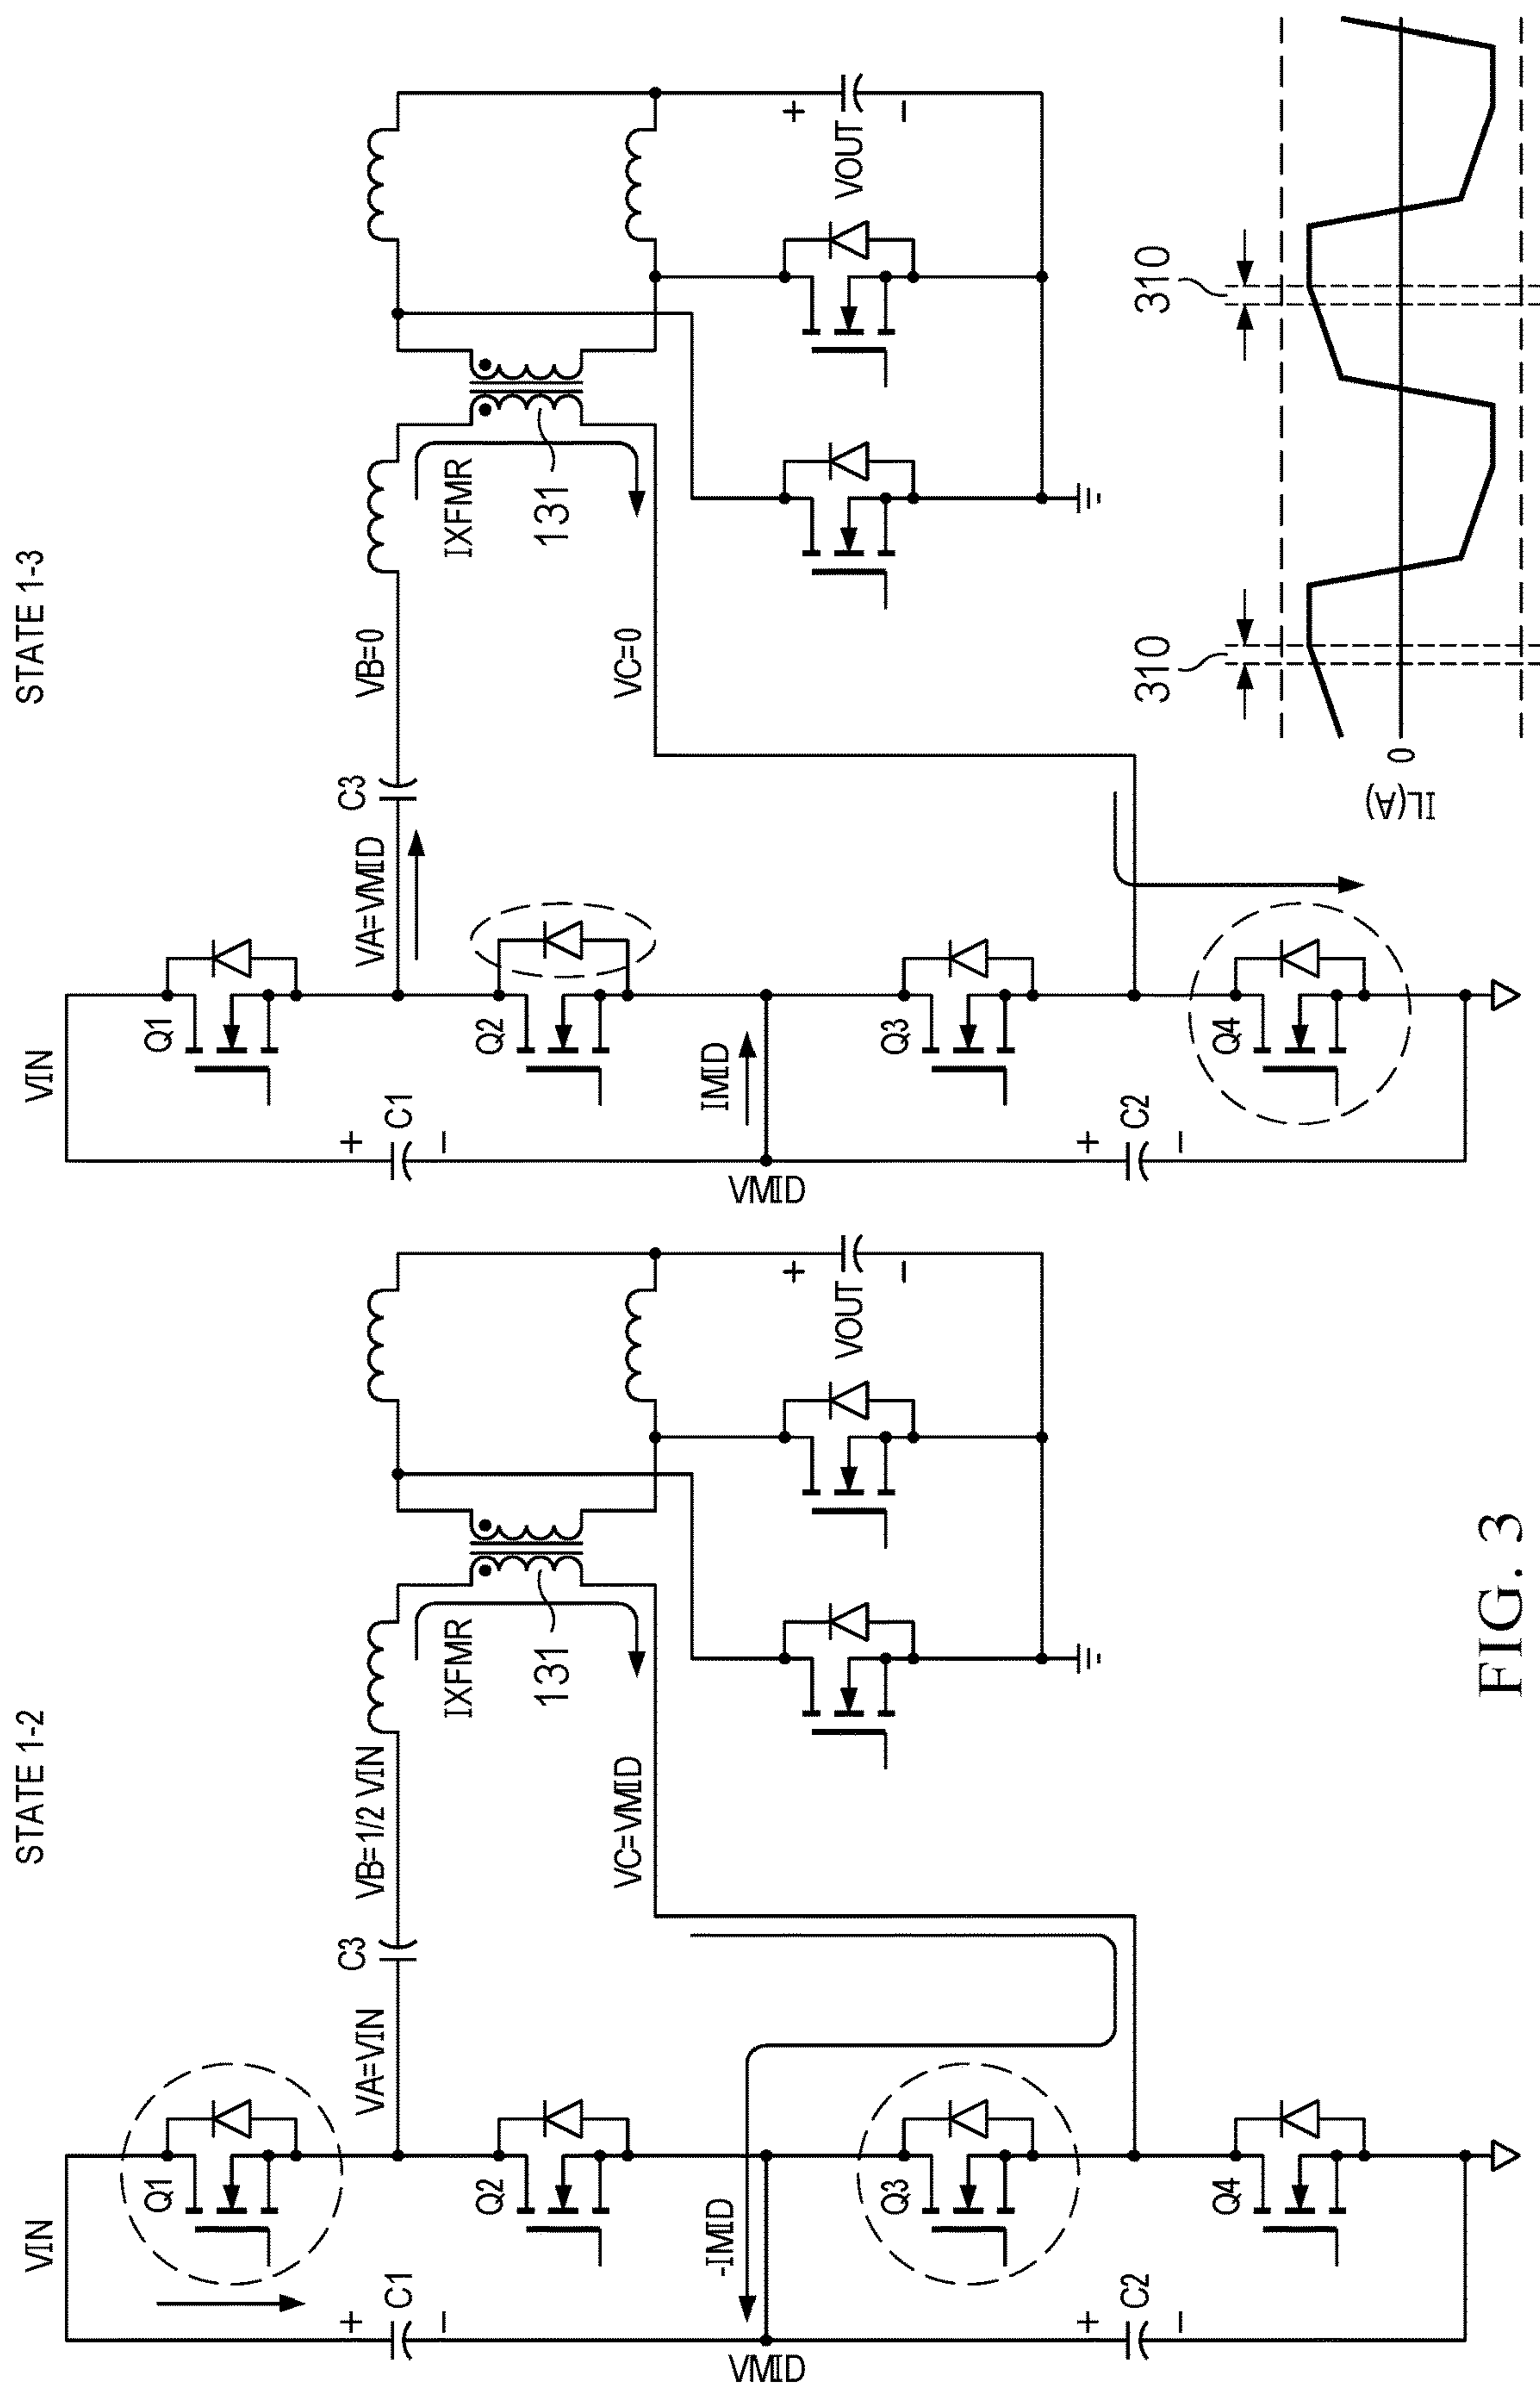 STATE 1-2
VIN
Q1
C1
+
−
VA=VIN
C3
VB=1/2 VIN
Q2
IXFMR
131
VC=VMID
-IMID
VMID
Q3
C2
+
−
Q4
+
VOUT
−
STATE 1-3
VIN
Q1
C1
+
−
VA=VMID
C3
VB=0
Q2
IXFMR
131
VC=0
IMID
VMID
Q3
C2
+
−
Q4
+
VOUT
−
310
310
0
IL(A)
FIG. 3